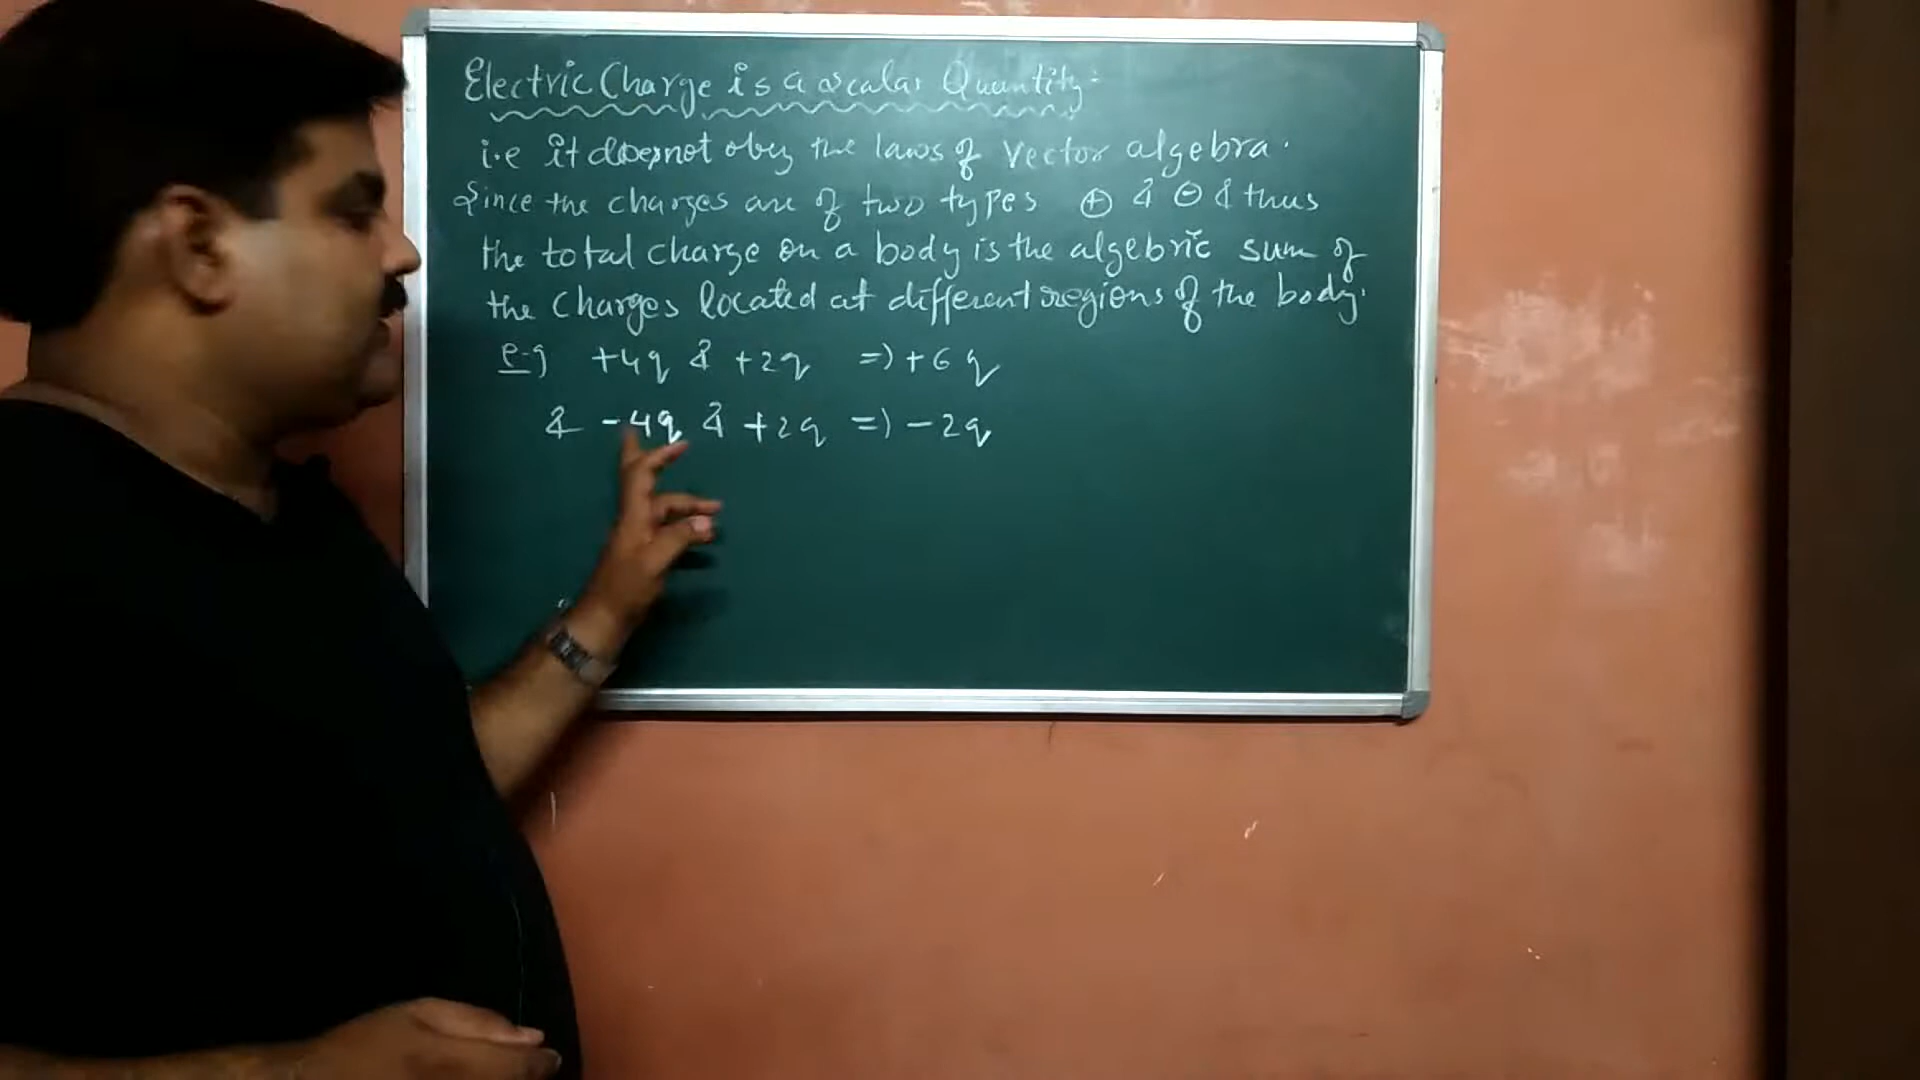 Electric Charge is a scalar Quantity:
i.e it doesnot obey the laws of vector algebra.
Since the charges are of two types ⊕ & ⊖ & thus
the total charge on a body is the algebric sum of
the charges located at different regions of the body.
e.g +4q & +2q => +6q
& -4q & +2q => -2q